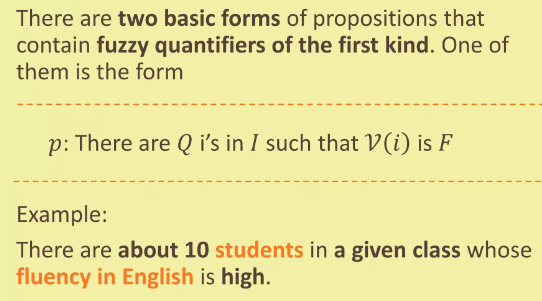 There are two basic forms of propositions that
contain fuzzy quantifiers of the first kind. One of
them is the form
p: There are Q i's in I such that 𝒱(i) is F
Example:
There are about 10 students in a given class whose
fluency in English is high.